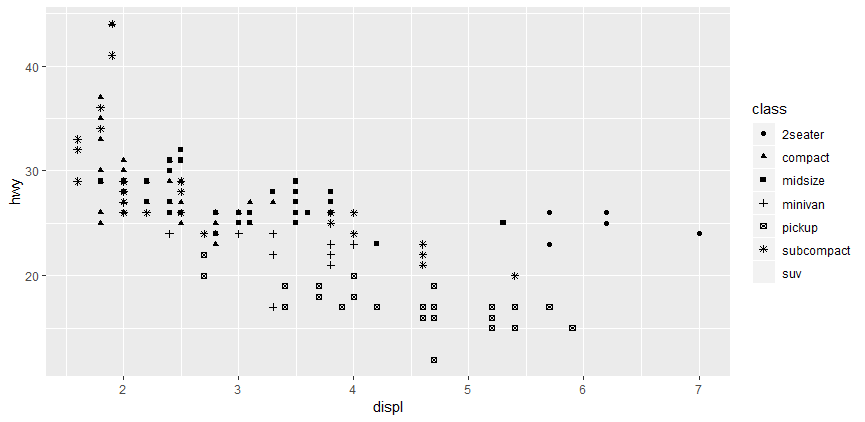 hwy
40
30
20
2 3 4 5 6 7
displ
class
2seater
compact
midsize
minivan
pickup
subcompact
suv